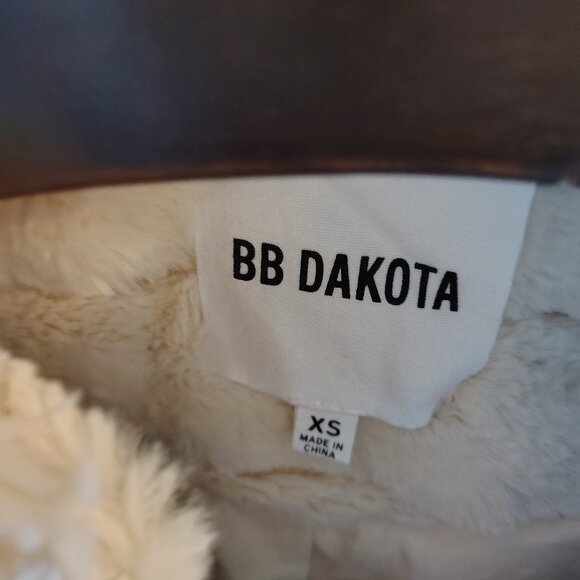 BB DAKOTA
XS
MADE IN
CHINA